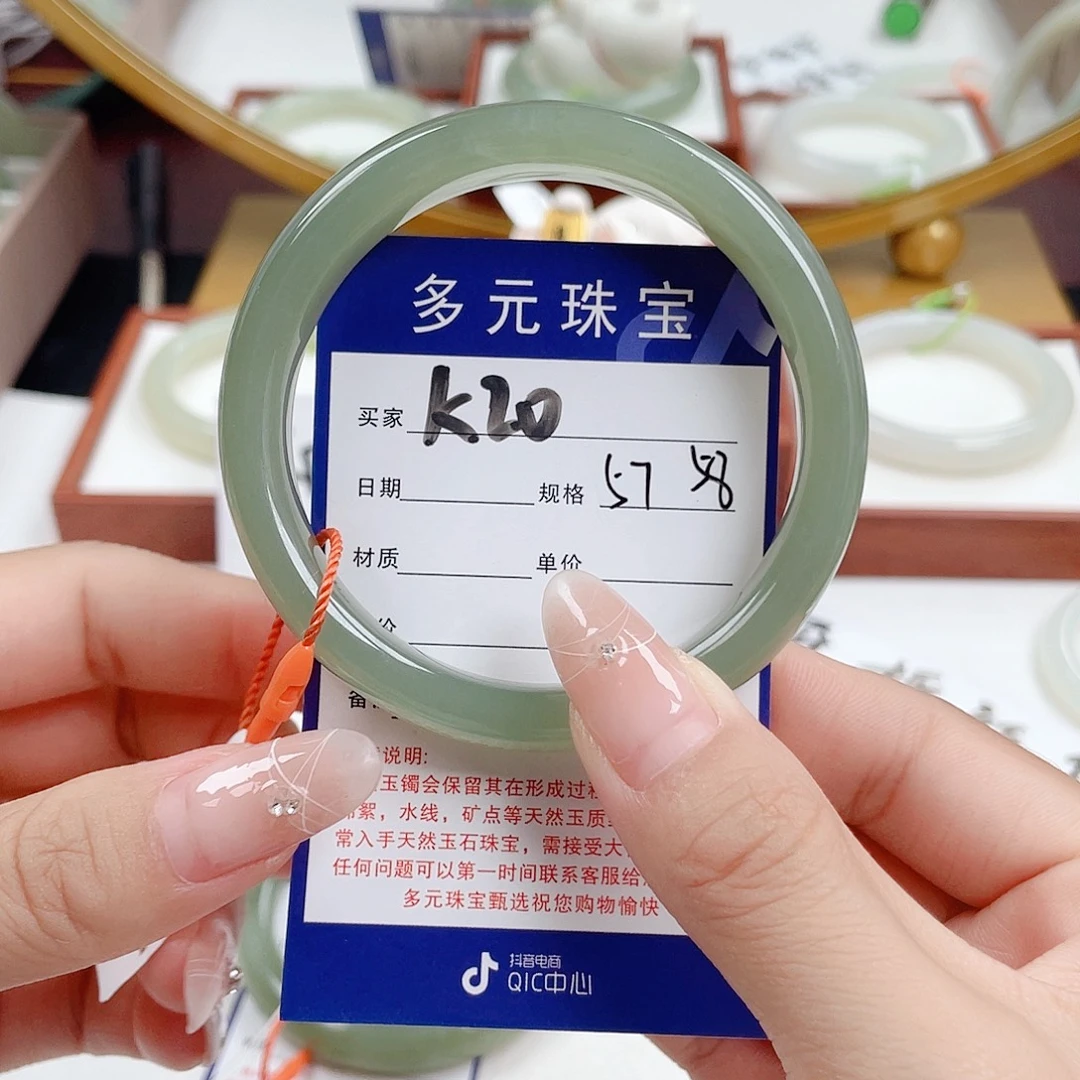 多元珠宝
买家 K20
日期 规格 57 58
材质 单价
价
备
说明:
玉镯会保留其在形成过程
絮，水线，矿点等天然玉质
常入手天然玉石珠宝，需接受大
任何问题可以第一时间联系客服给
多元珠宝甄选祝您购物愉快
抖音电商
QIC中心